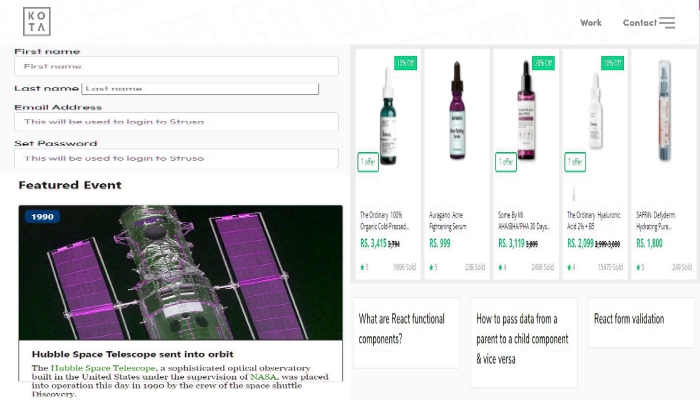 KO
TA
Work
Contact
First name
First name
Last name Last name
Email Address
This will be used to login to Struso
Set Password
This will be used to login to Struso
Featured Event
1990
Hubble Space Telescope sent into orbit
The Hubble Space Telescope, a sophisticated optical observatory
built in the United States under the supervision of NASA, was placed
into operation this day in 1990 by the crew of the space shuttle
Discovery.
10% Off
1 offer
The Ordinary 100%
Organic Cold-Pressed...
RS. 3,415 3,794
5 1696 Sold
Auragano Acne
Fightening Serum
RS. 999
5 238 Sold
20% Off
1 offer
Some By Mi
AHA/BHA/PHA 30 Days...
RS. 3,119 3,899
4 2496 Sold
30% Off
1 offer
The Ordinary Hyaluronic
Acid 2% + B5
RS. 2,099
4 15470 Sold
SAFRIN Defyderm
Hydrating Pure...
RS. 1,800
5 249 Sold
What are React functional
components?
How to pass data from a
parent to a child component
& vice versa
React form validation